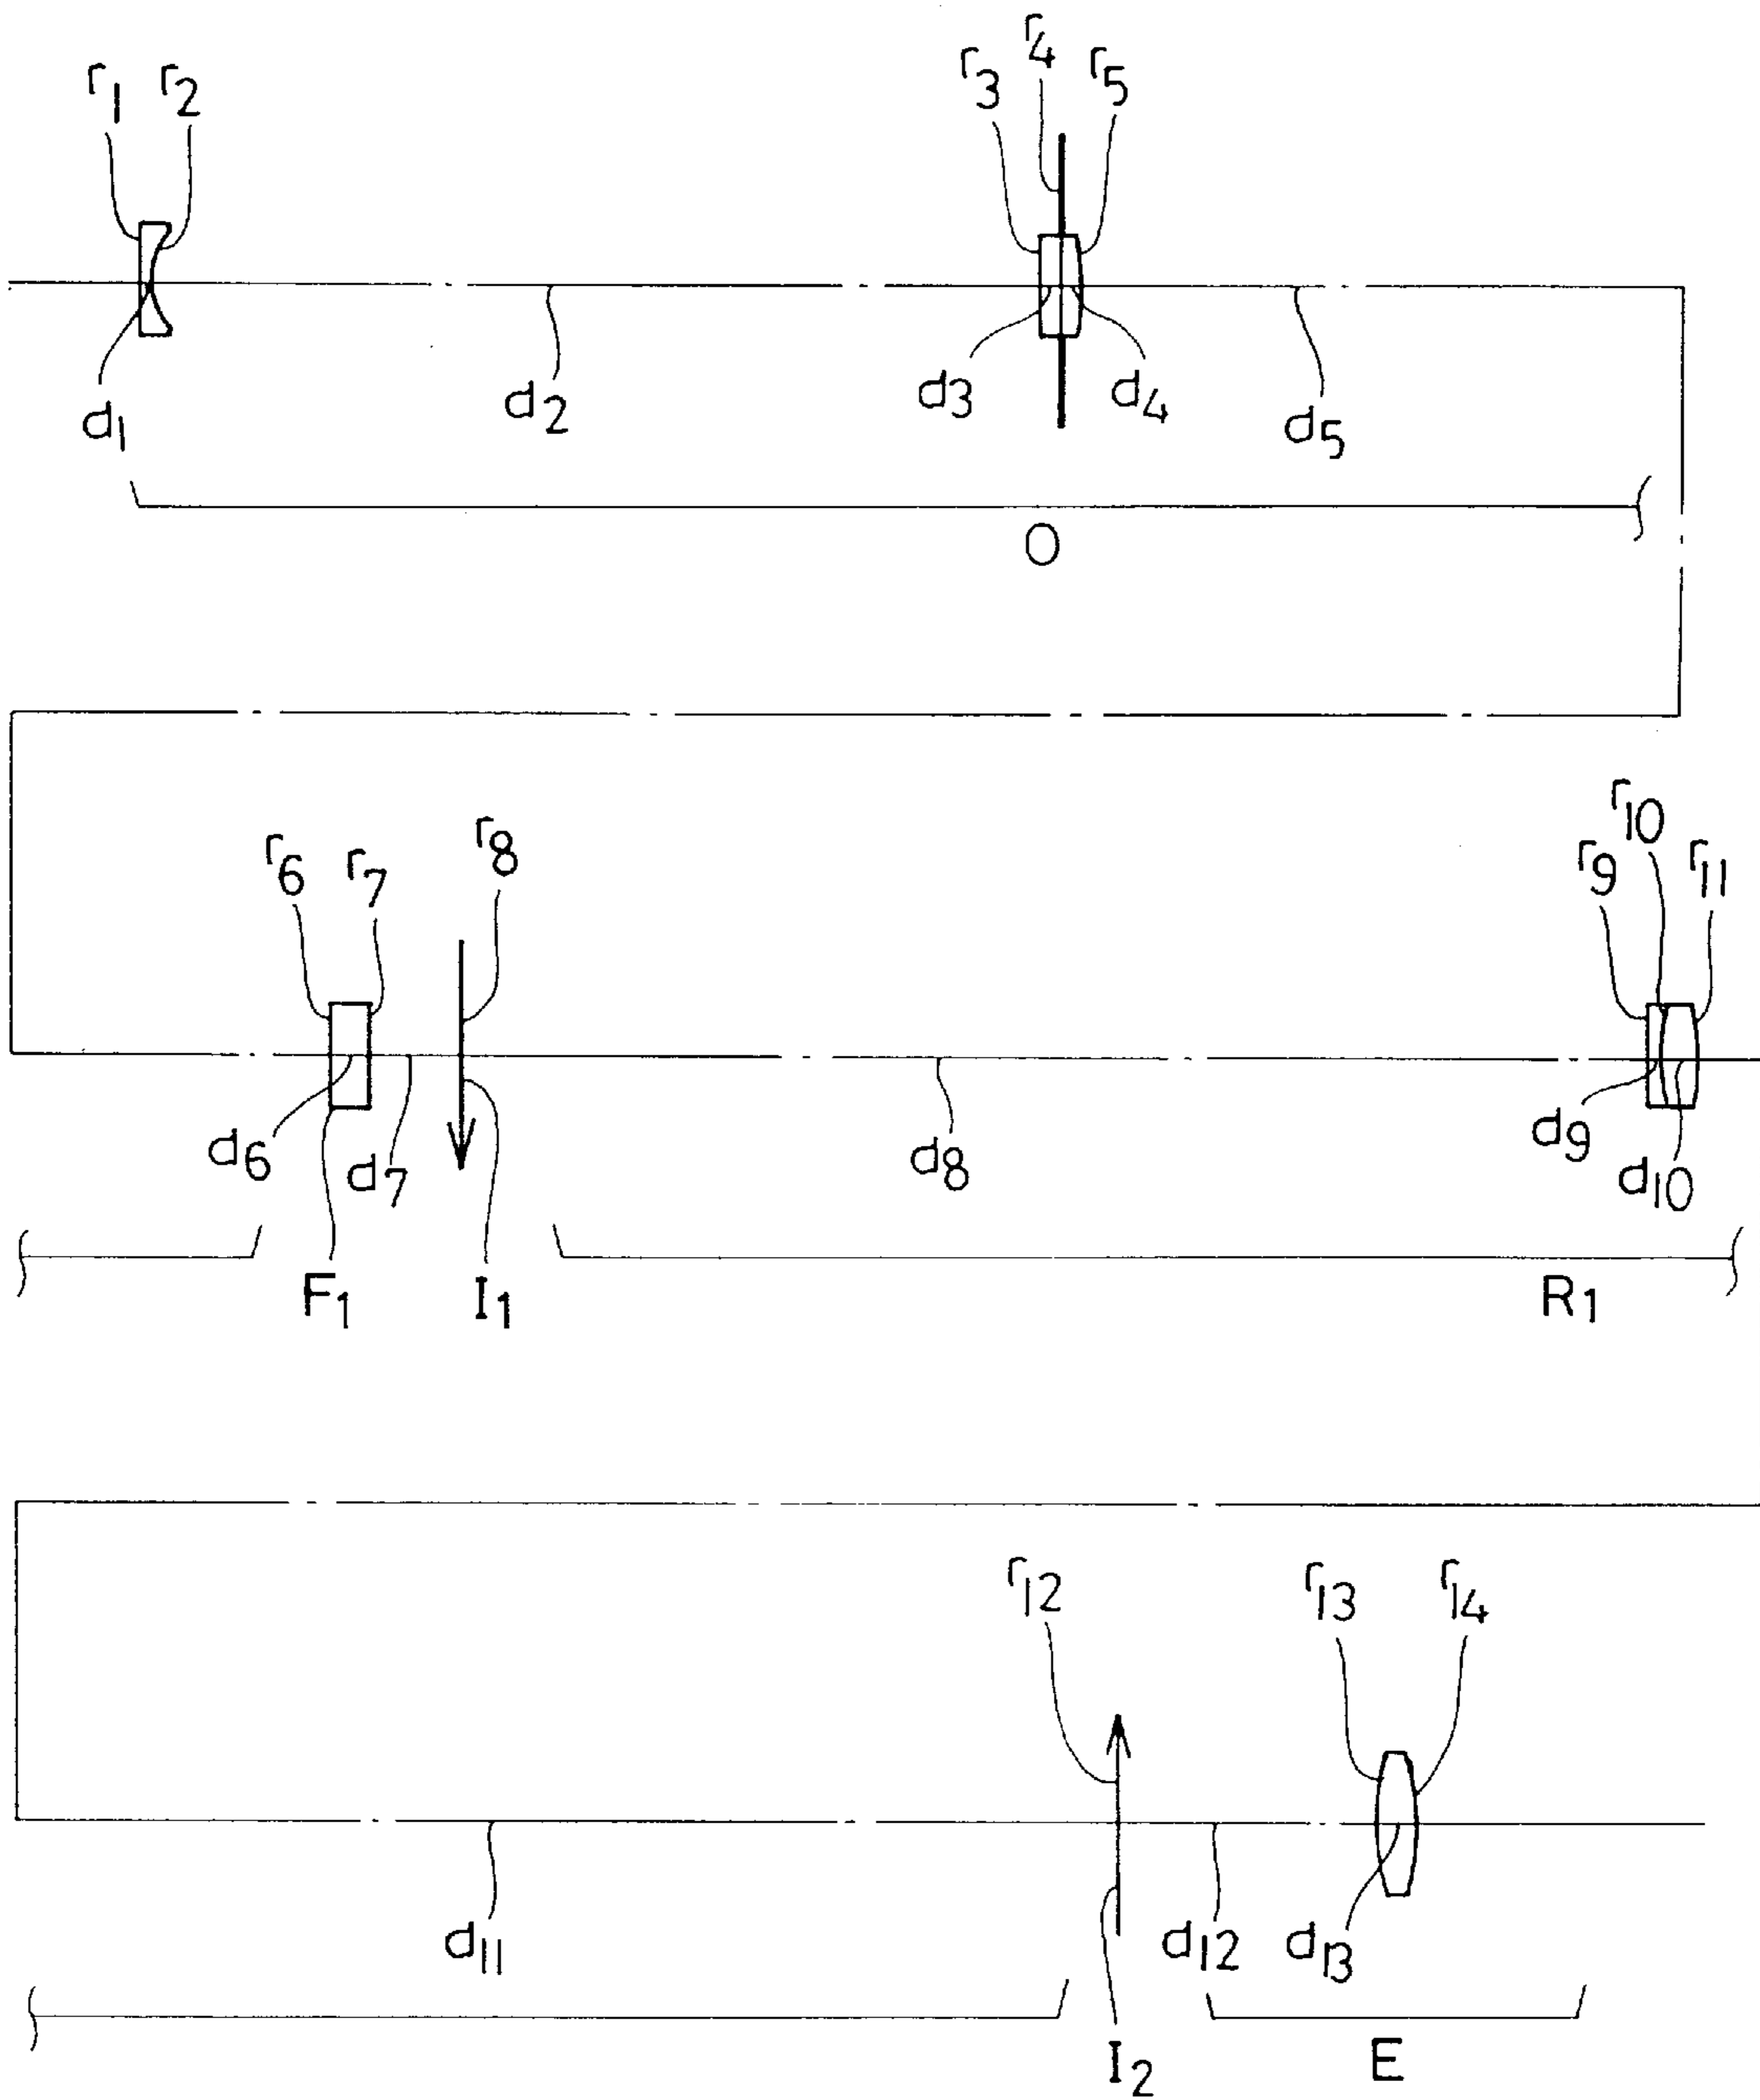 r4
r3 r5
r1 r2
d3 d4
d2 d5
d1
O
r10
r8
r6 r7 r9 r11
d6 d7 d8 d9
d10
F1 I1 R1
r12 r13 r14
d11 d12 d13
I2 E